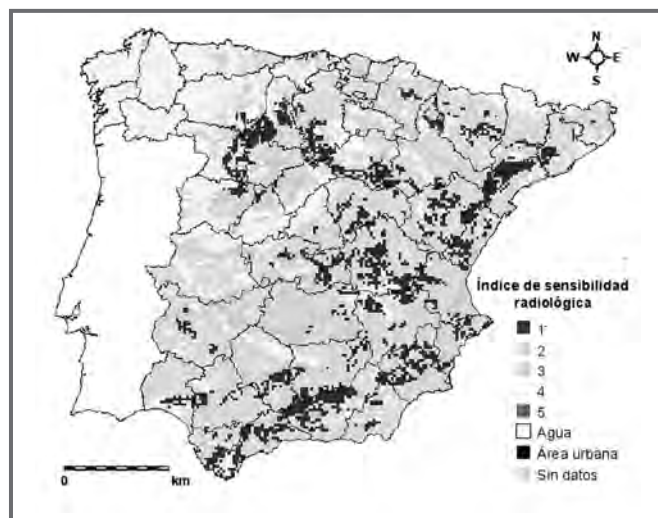 N
W E
S
Índice de sensibilidad
radiológica
1
2
3
4
5
Agua
Área urbana
Sin datos
0 km